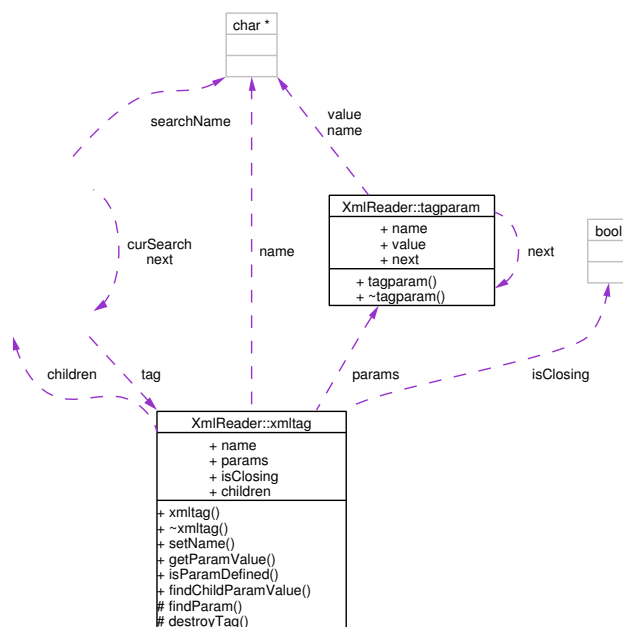 char *
value
name
searchName
XmlReader::tagparam
+ name
+ value
+ next
+ tagparam()
+ ~tagparam()
bool
curSearch
next
name
next
children
tag
params
isClosing
XmlReader::xmltag
+ name
+ params
+ isClosing
+ children
+ xmltag()
+ ~xmltag()
+ setName()
+ getParamValue()
+ isParamDefined()
+ findChildParamValue()
# findParam()
# destroyTag()